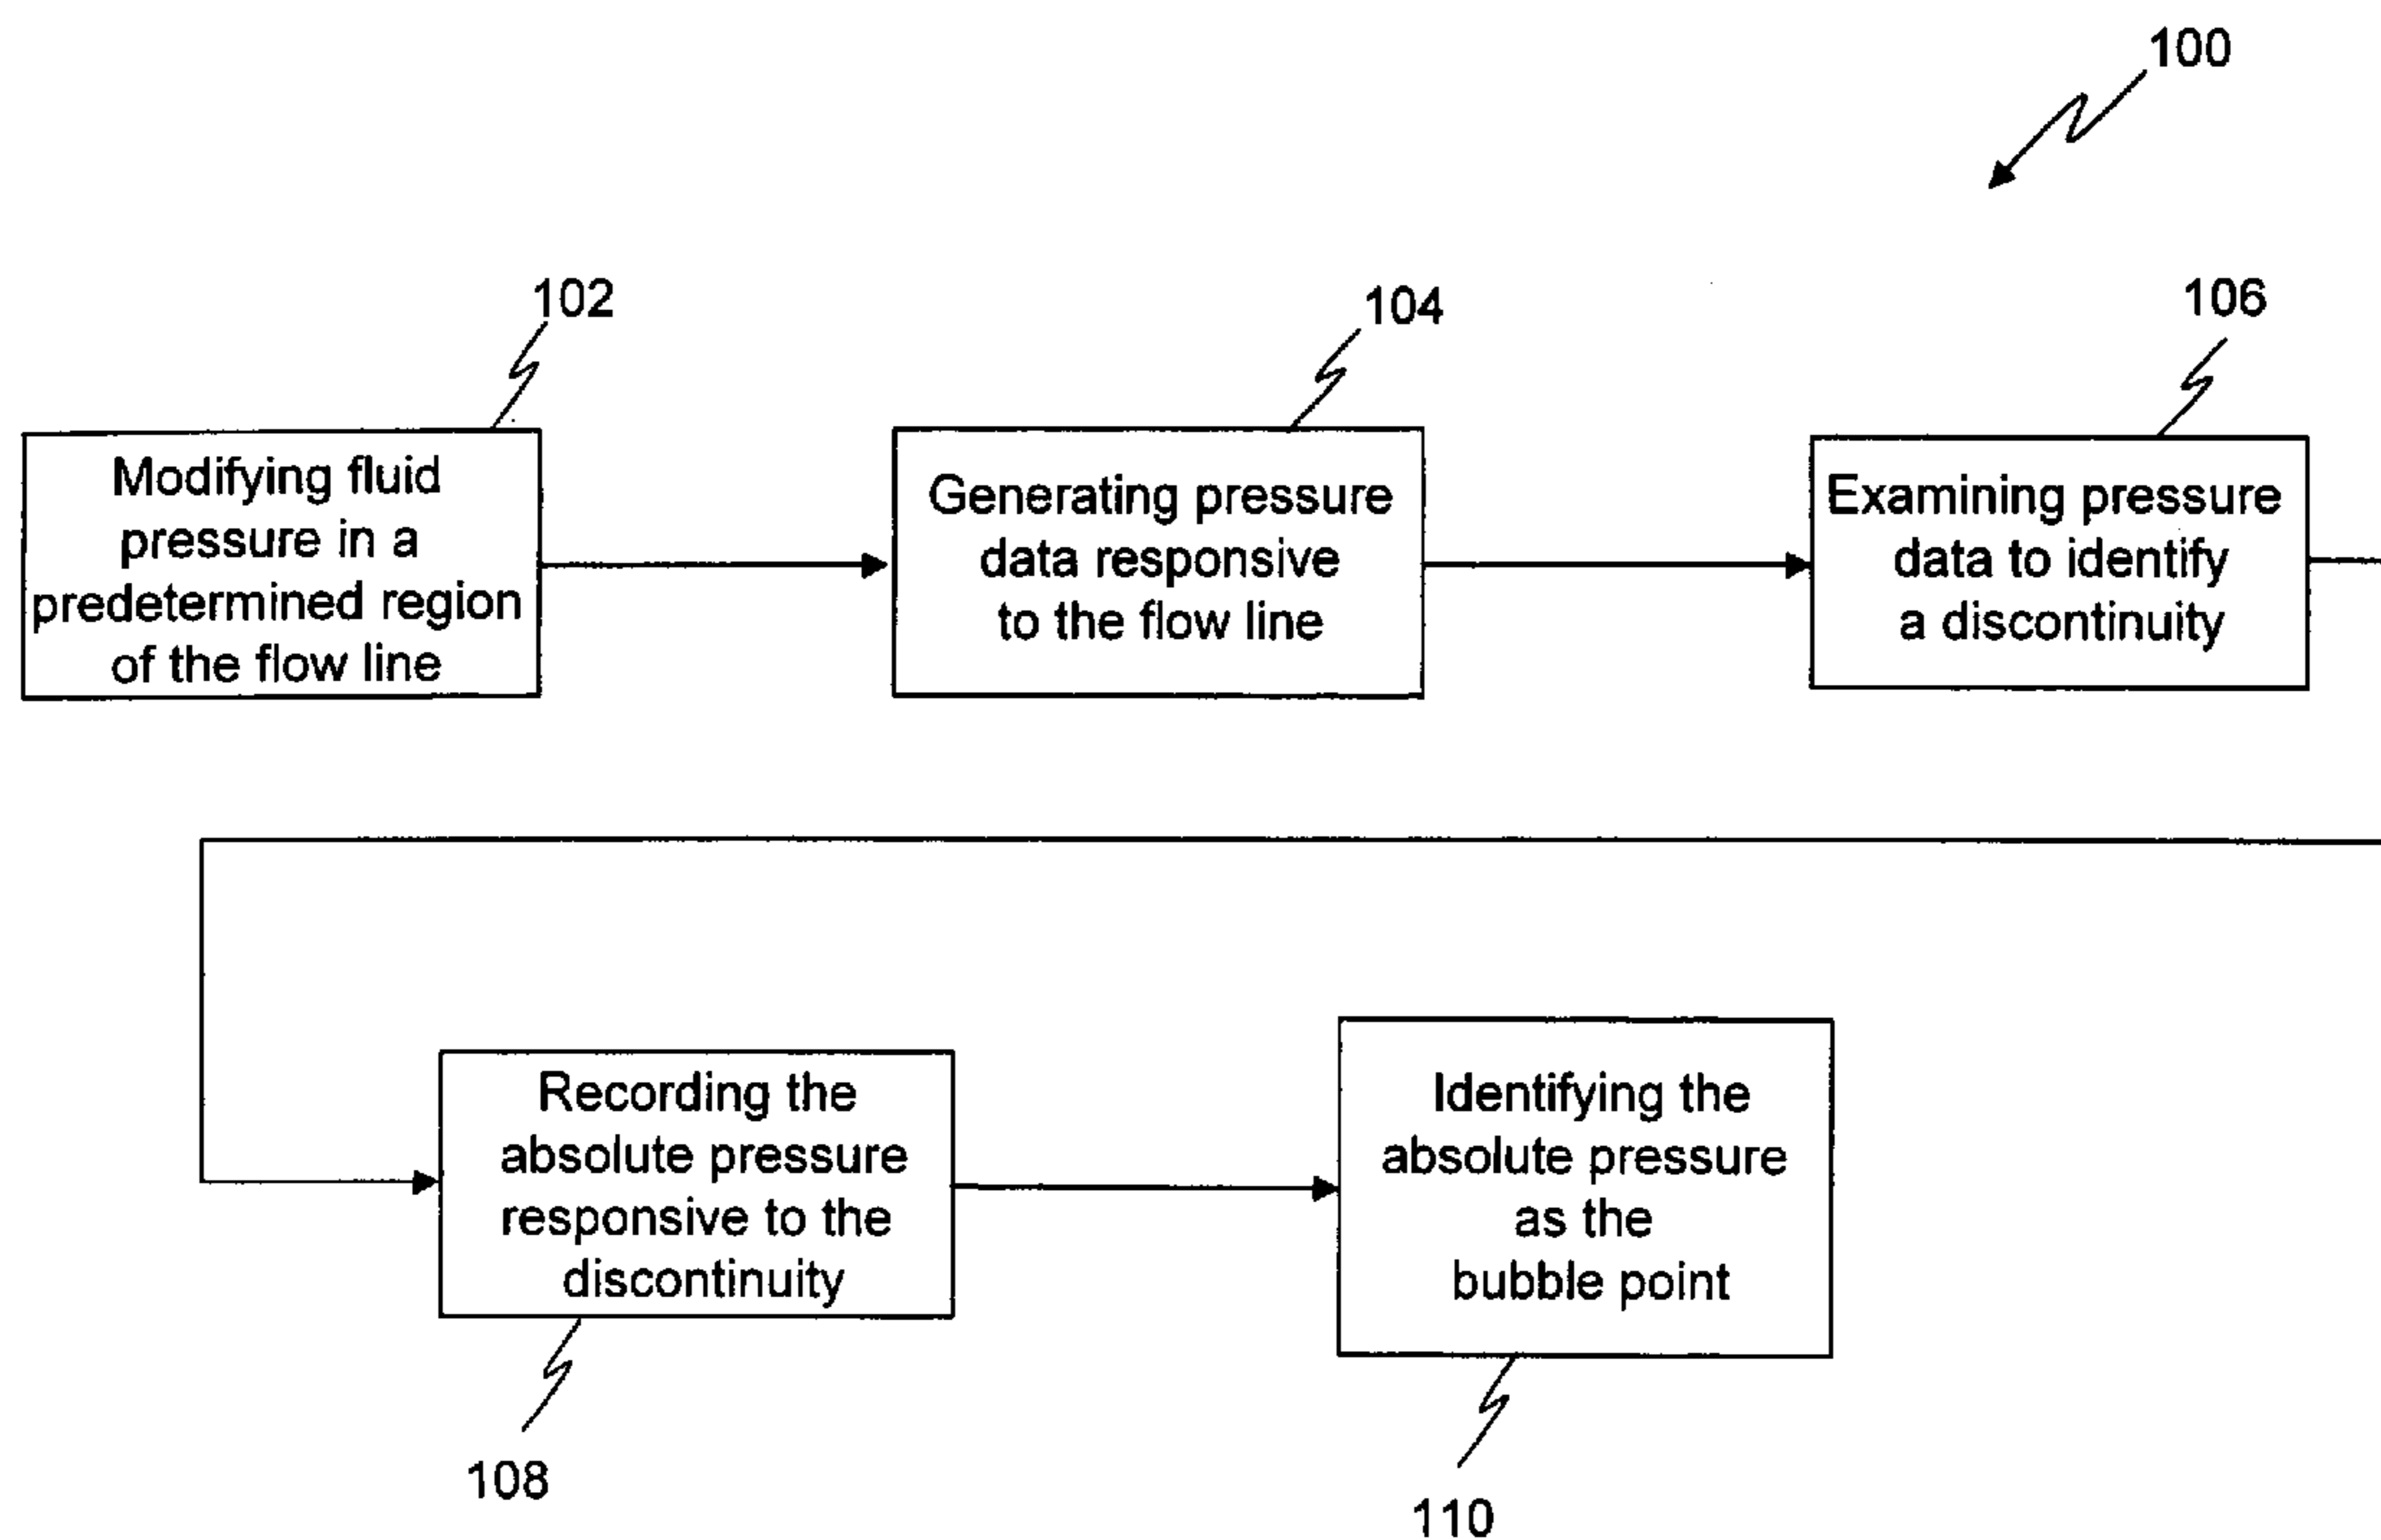 100
102
104
106
Modifying fluid
pressure in a
predetermined region
of the flow line
Generating pressure
data responsive
to the flow line
Examining pressure
data to identify
a discontinuity
Recording the
absolute pressure
responsive to the
discontinuity
Identifying the
absolute pressure
as the
bubble point
108
110